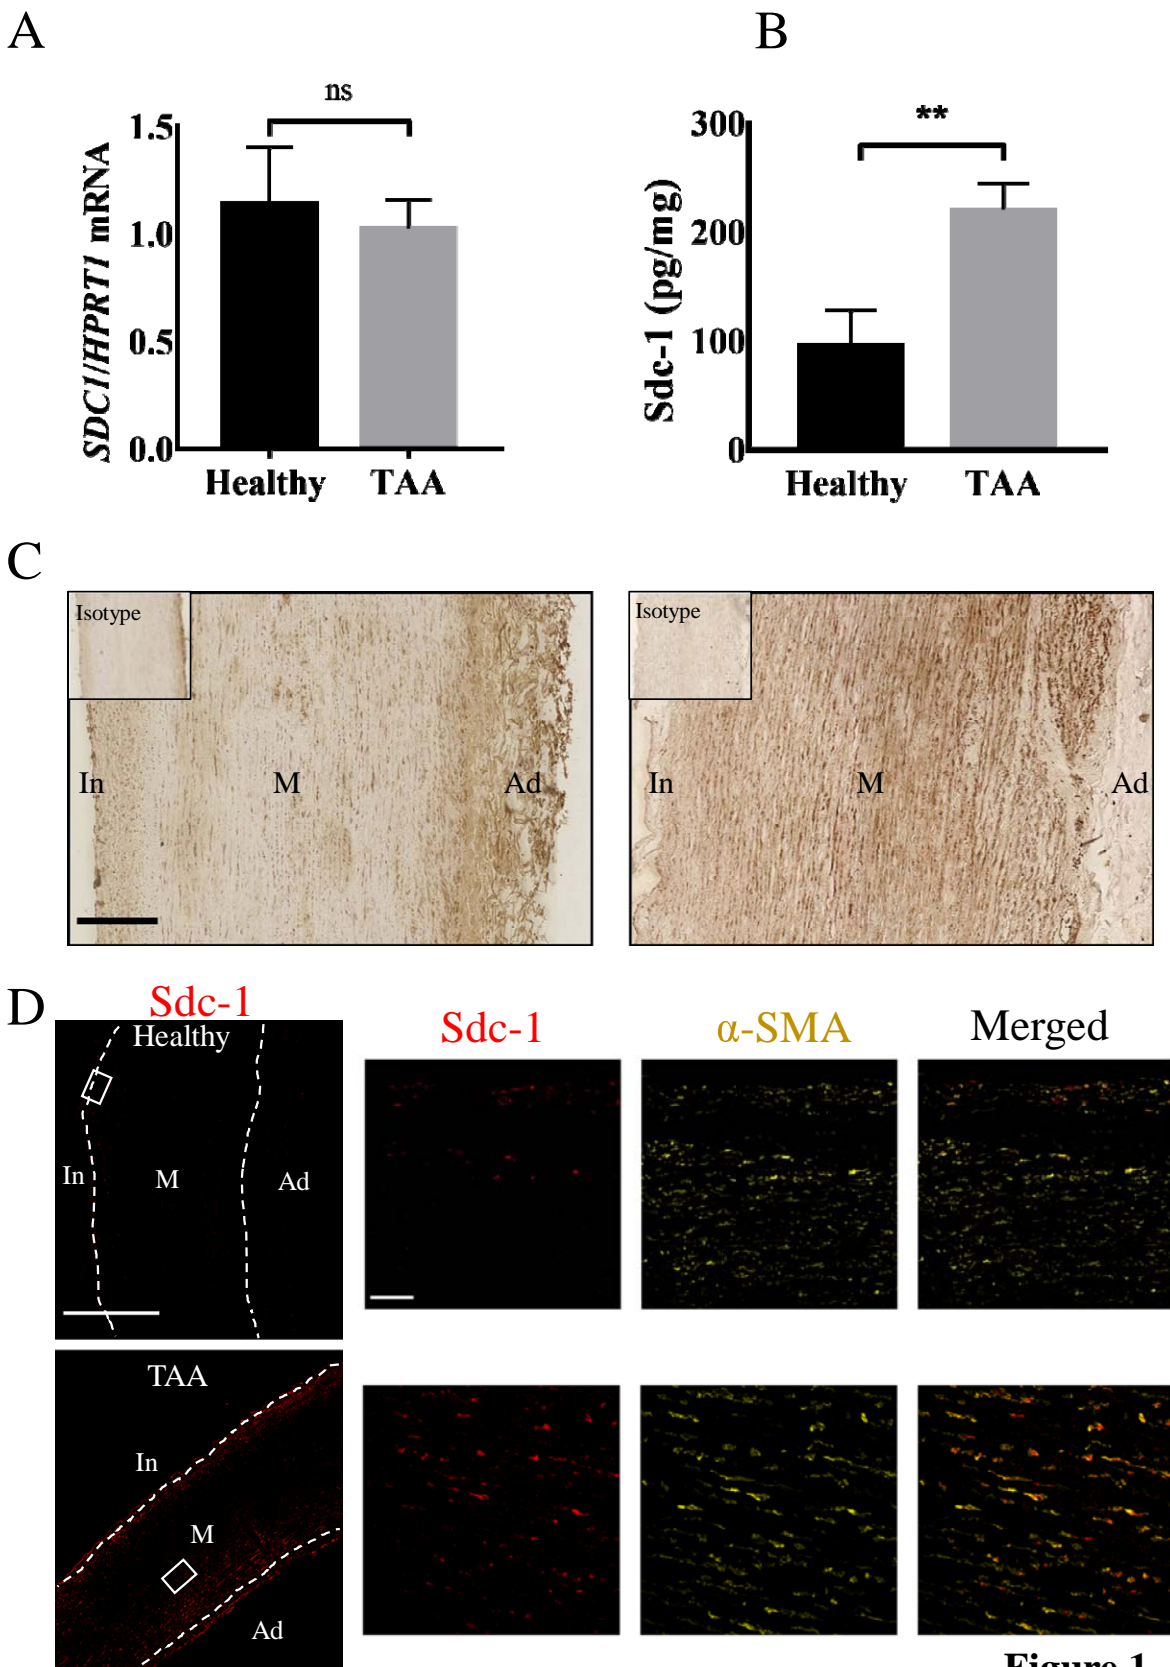 A
B
ns
**
1.5
1.0
0.5
0.0
SDC1/HPRT1 mRNA
Healthy TAA
300
200
100
0
Sdc-1 (pg/mg)
Healthy TAA
C
Isotype
In M Ad
Isotype
In M Ad
D
Sdc-1
Healthy
In M Ad
Sdc-1
α-SMA
Merged
TAA
In
M
Ad
Figure 1